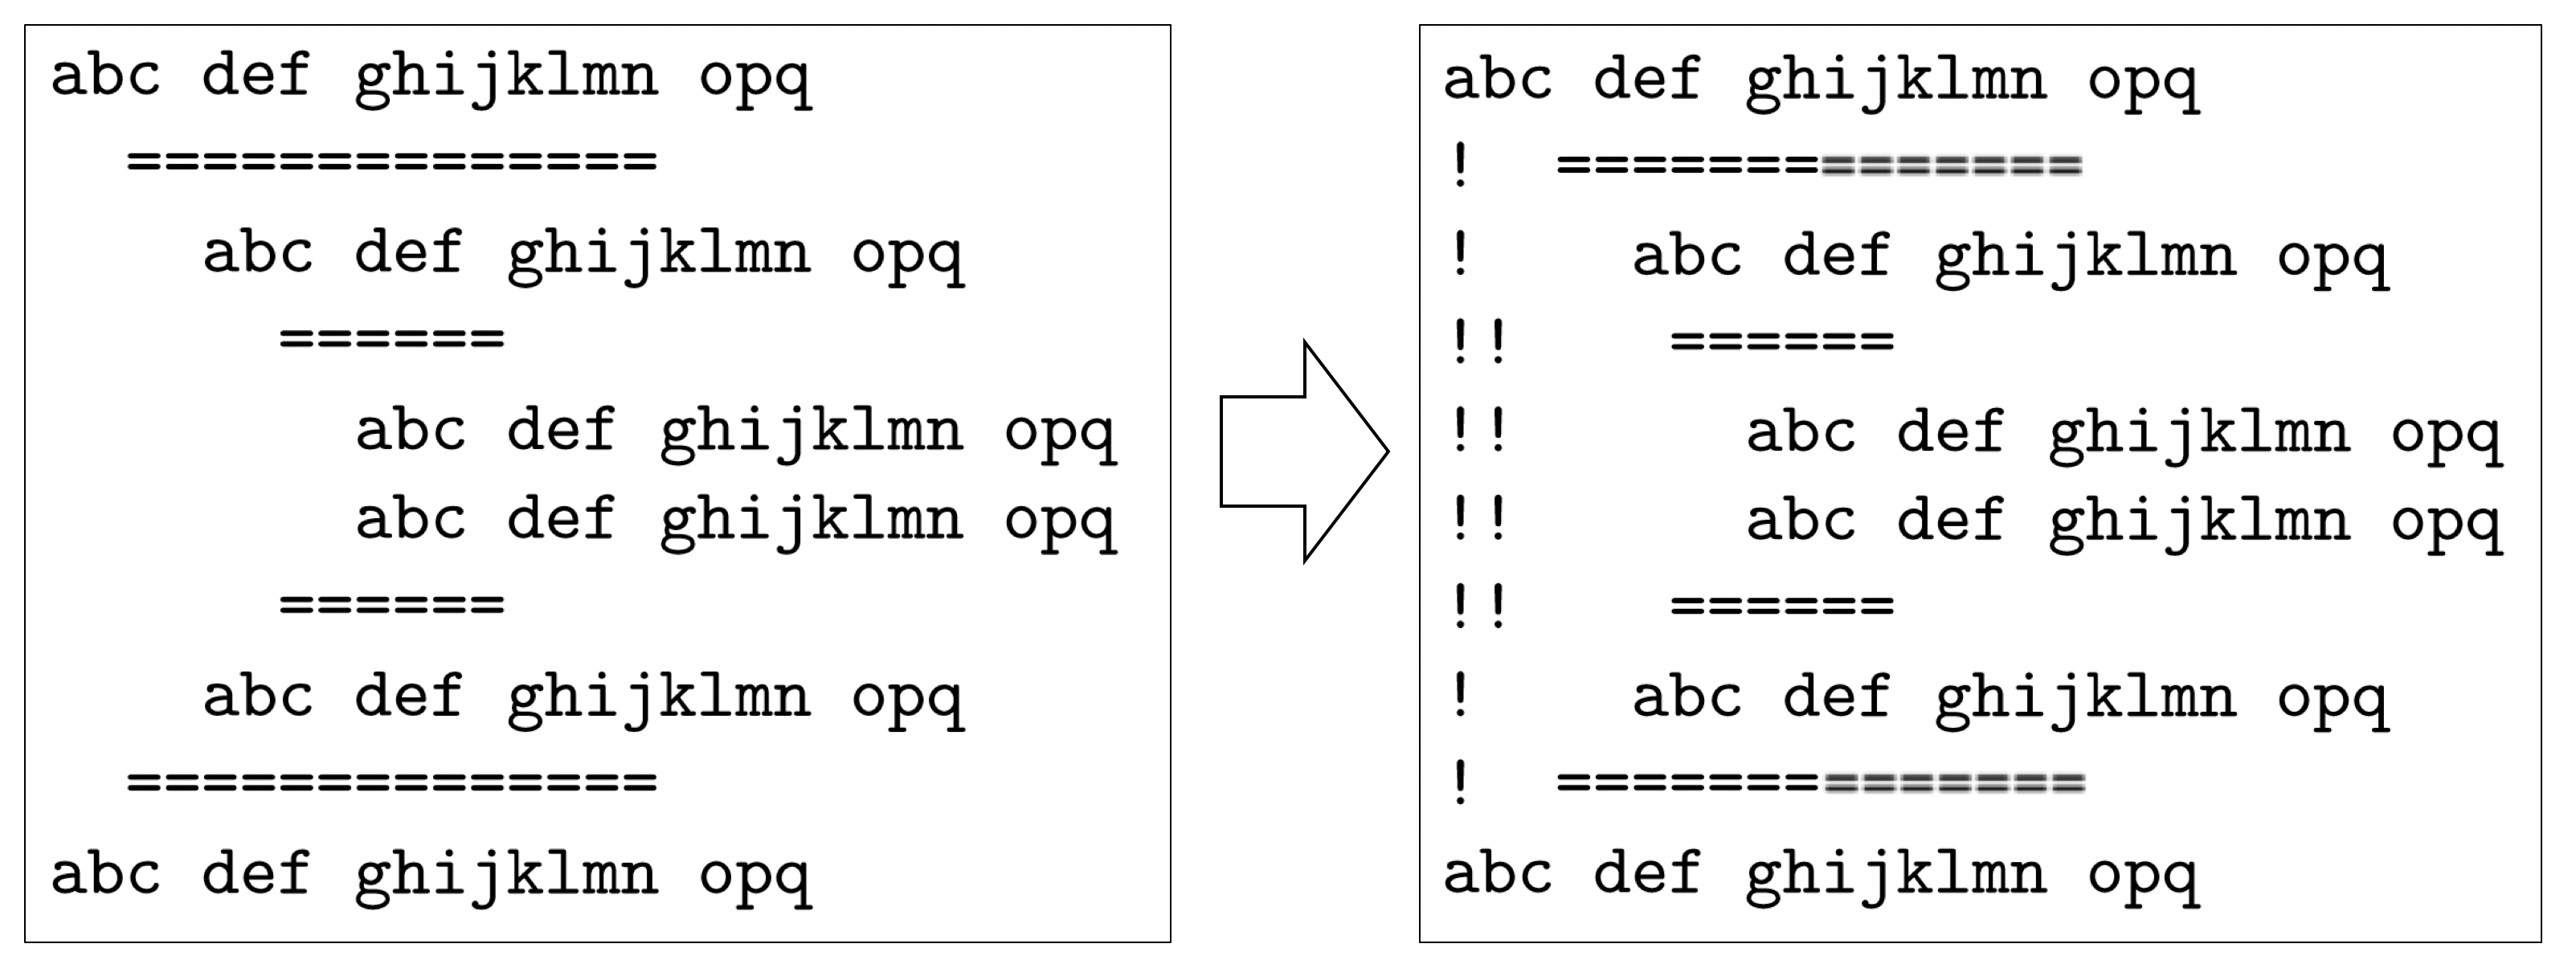 abc def ghijklmn opq
  ==============
    abc def ghijklmn opq
      ======
        abc def ghijklmn opq
        abc def ghijklmn opq
      ======
    abc def ghijklmn opq
  ==============
abc def ghijklmn opq
abc def ghijklmn opq
!  ==============
!    abc def ghijklmn opq
!!    ======
!!      abc def ghijklmn opq
!!      abc def ghijklmn opq
!!    ======
!    abc def ghijklmn opq
!  ==============
abc def ghijklmn opq